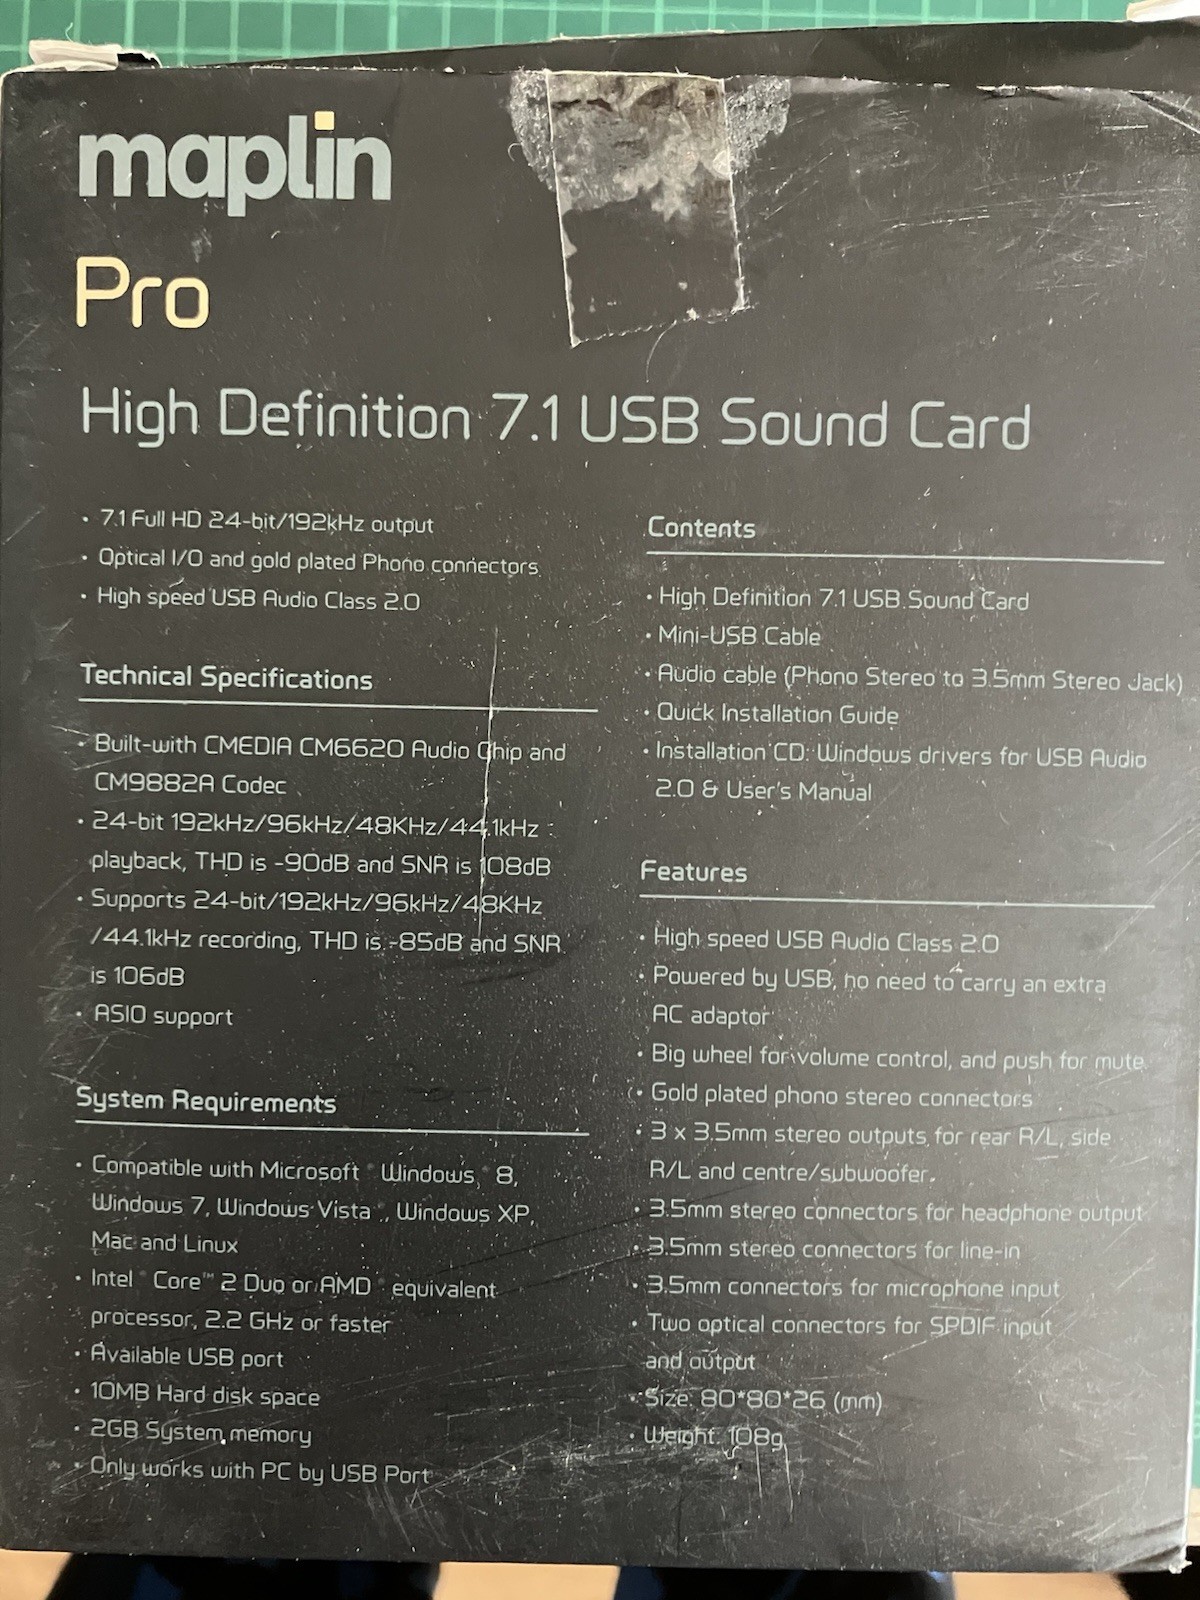 maplin
Pro
High Definition 7.1 USB Sound Card
• 7.1 Full HD 24-bit/192kHz output
• Optical I/O and gold plated Phono connectors
• High speed USB Audio Class 2.0
Technical Specifications
• Built-with CMEDIA CM6620 Audio Chip and
CM9882A Codec
• 24-bit 192kHz/96kHz/48KHz/44.1kHz
playback, THD is -90dB and SNR is 108dB
• Supports 24-bit/192kHz/96kHz/48KHz
/44.1kHz recording, THD is -85dB and SNR
is 106dB
• ASIO support
System Requirements
• Compatible with Microsoft® Windows® 8,
Windows 7, Windows Vista®, Windows XP,
Mac and Linux
• Intel® Core™ 2 Duo or AMD® equivalent
processor, 2.2 GHz or faster
• Available USB port
• 10MB Hard disk space
• 2GB System memory
• Only works with PC by USB Port
Contents
• High Definition 7.1 USB Sound Card
• Mini-USB Cable
• Audio cable (Phono Stereo to 3.5mm Stereo Jack)
• Quick Installation Guide
• Installation CD: Windows drivers for USB Audio
2.0 & User's Manual
Features
• High speed USB Audio Class 2.0
• Powered by USB, no need to carry an extra
AC adaptor
• Big wheel for volume control, and push for mute
• Gold plated phono stereo connectors
• 3 x 3.5mm stereo outputs for rear R/L, side
R/L and centre/subwoofer.
• 3.5mm stereo connectors for headphone output
• 3.5mm stereo connectors for line-in
• 3.5mm connectors for microphone input
• Two optical connectors for SPDIF input
and output
• Size: 80*80*26 (mm)
• Weight: 108g